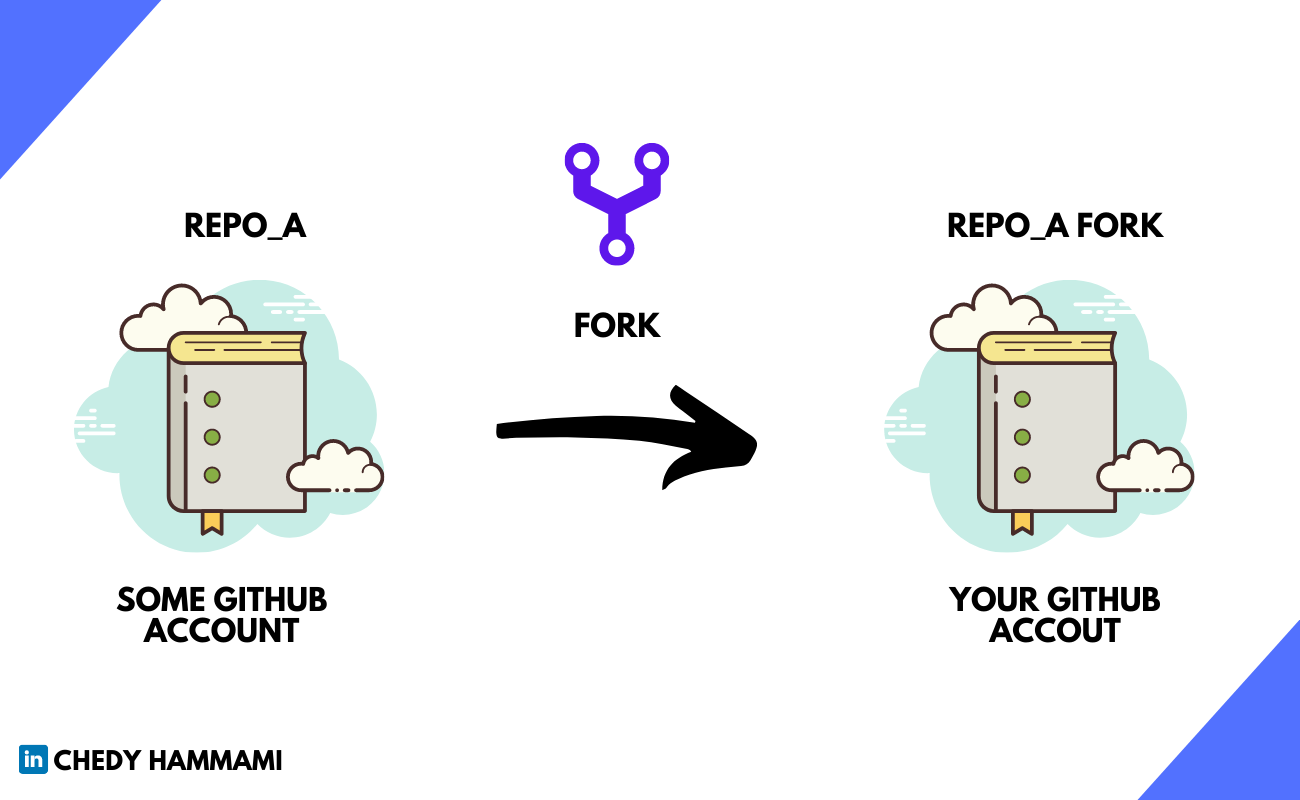 REPO_A
FORK
REPO_A FORK
SOME GITHUB
ACCOUNT
YOUR GITHUB
ACCOUT
in CHEDY HAMMAMI